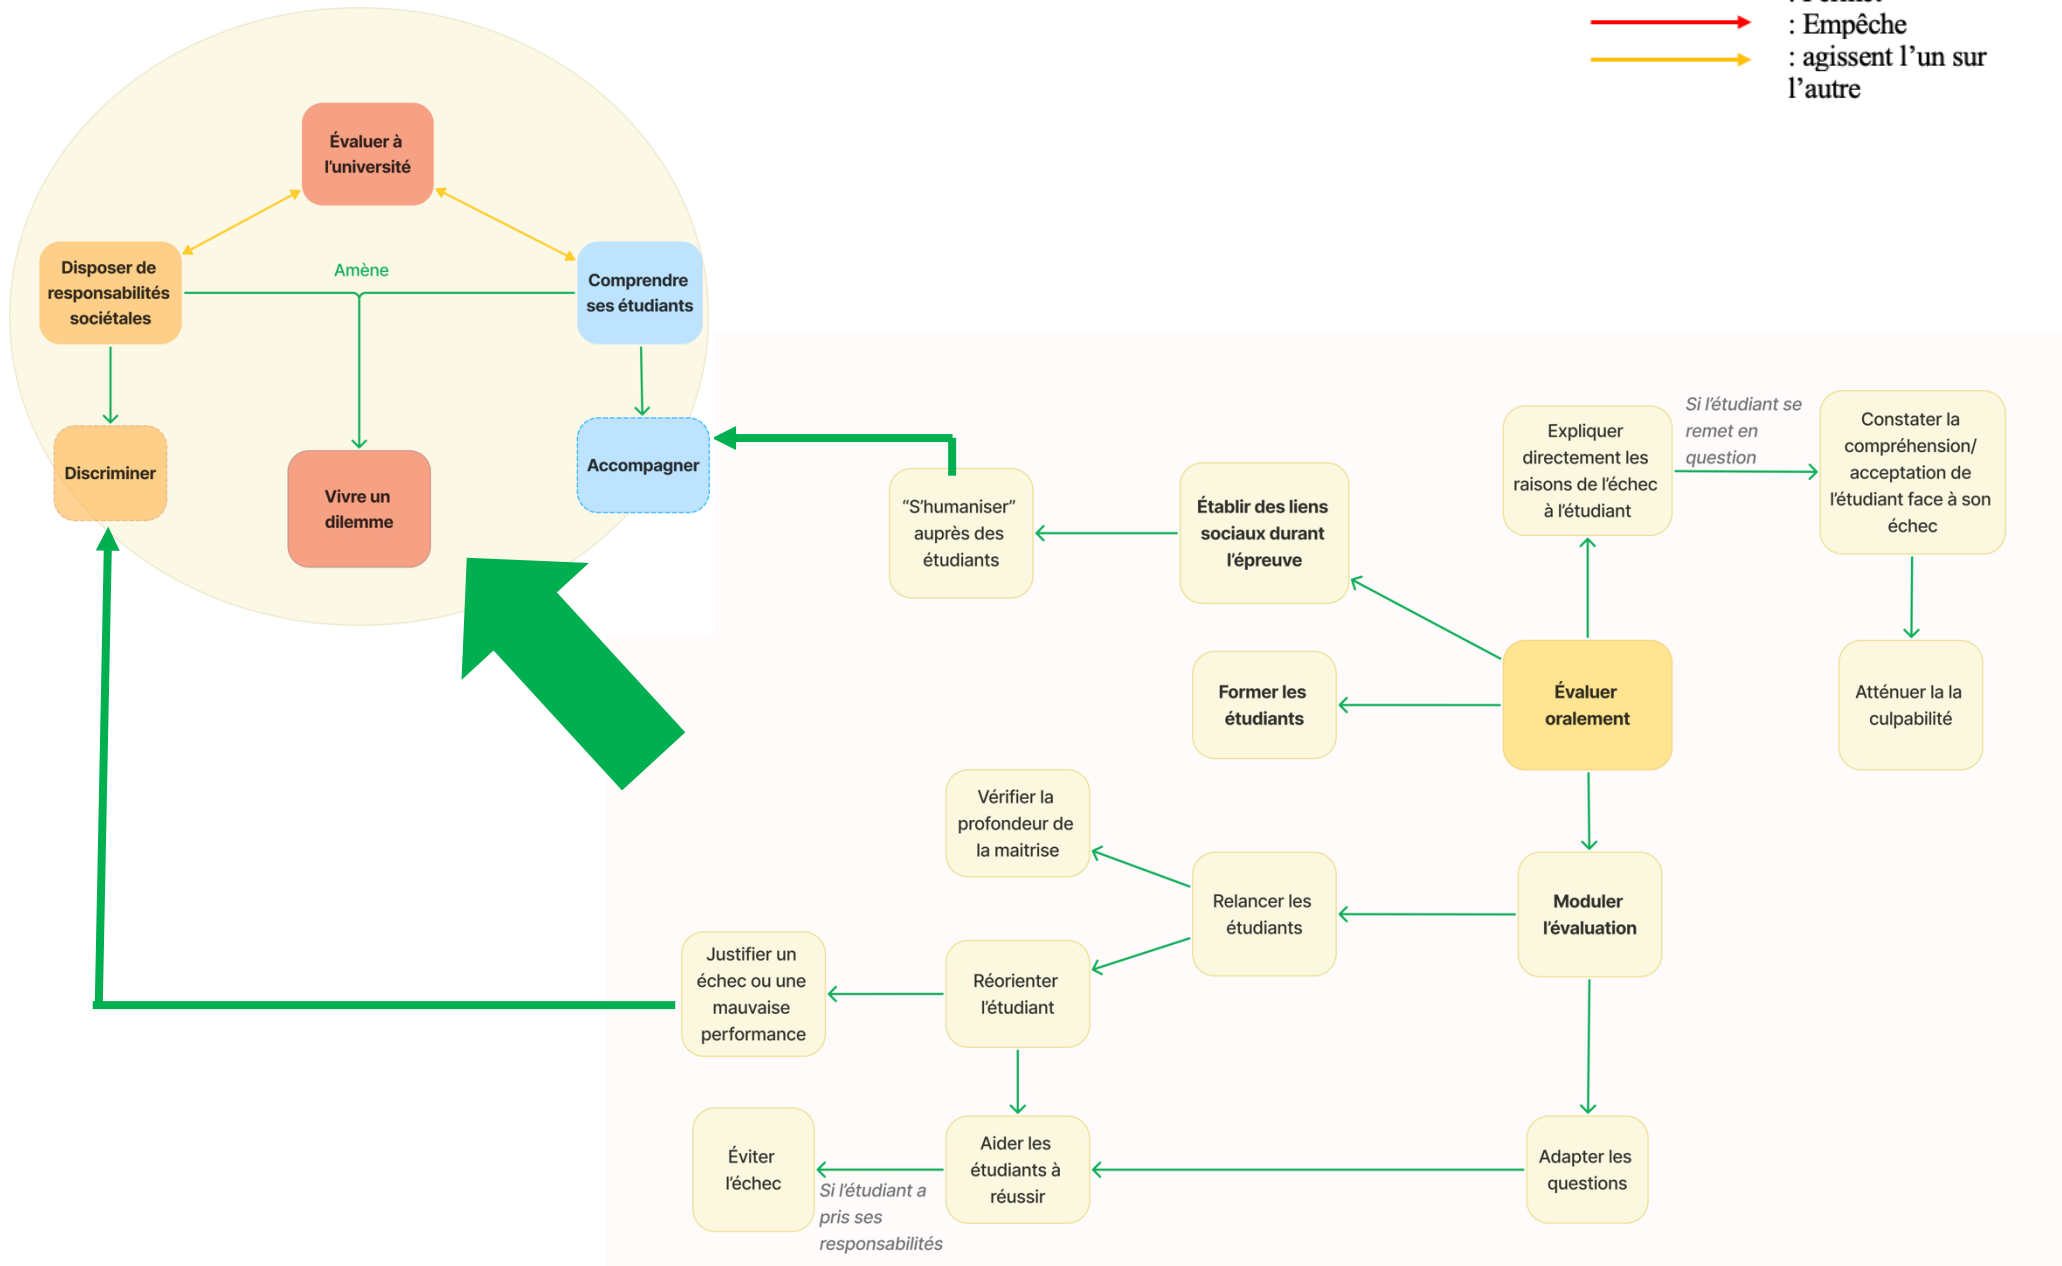 : Permet
: Empêche
: agissent l’un sur
l’autre
Évaluer à
l’université
Disposer de
responsabilités
sociétales
Amène
Comprendre
ses étudiants
Discriminer
Vivre un
dilemme
Accompagner
“S’humaniser”
auprès des
étudiants
Établir des liens
sociaux durant
l’épreuve
Expliquer
directement les
raisons de l’échec
à l’étudiant
Si l’étudiant se
remet en
question
Constater la
compréhension/
acceptation de
l’étudiant face à son
échec
Former les
étudiants
Évaluer
oralement
Atténuer la la
culpabilité
Vérifier la
profondeur de
la maitrise
Relancer les
étudiants
Moduler
l’évaluation
Justifier un
échec ou une
mauvaise
performance
Réorienter
l’étudiant
Éviter
l’échec
Si l’étudiant a
pris ses
responsabilités
Aider les
étudiants à
réussir
Adapter les
questions